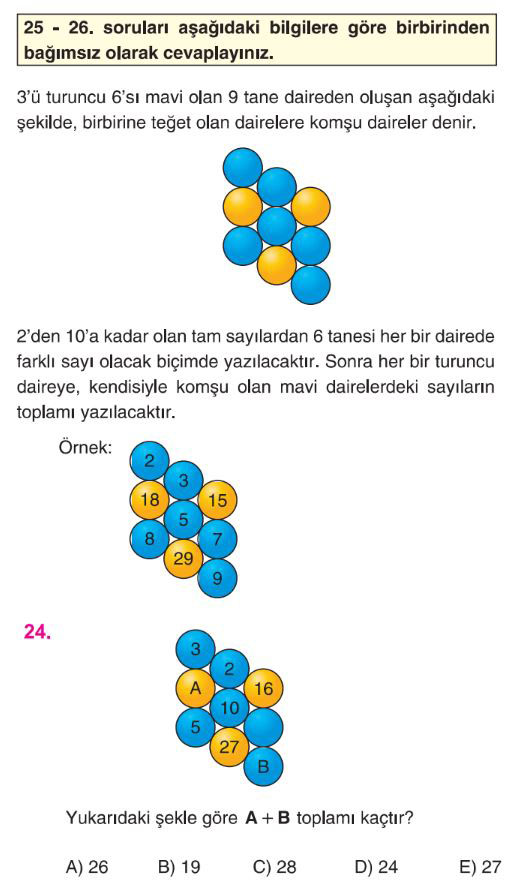 25 - 26. soruları aşağıdaki bilgilere göre birbirinden
bağımsız olarak cevaplayınız.
3'ü turuncu 6'sı mavi olan 9 tane daireden oluşan aşağıdaki
şekilde, birbirine teğet olan dairelere komşu daireler denir.
2'den 10'a kadar olan tam sayılardan 6 tanesi her bir dairede
farklı sayı olacak biçimde yazılacaktır. Sonra her bir turuncu
daireye, kendisiyle komşu olan mavi dairelerdeki sayıların
toplamı yazılacaktır.
Örnek:
2
3
18
15
5
8
7
29
9
24.
3
2
A
16
10
5
27
B
Yukarıdaki şekle göre A + B toplamı kaçtır?
A) 26 B) 19 C) 28 D) 24 E) 27